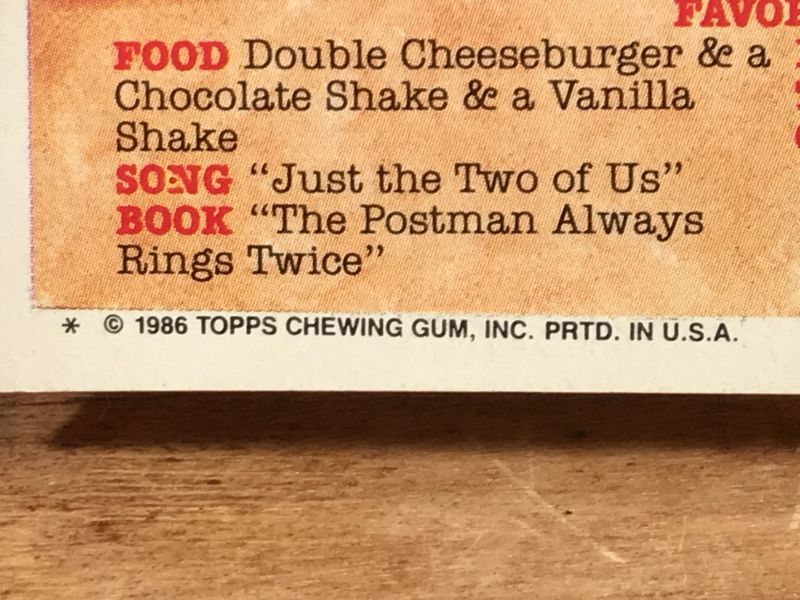 FAVOR
FOOD Double Cheeseburger & a
Chocolate Shake & a Vanilla
Shake
SONG “Just the Two of Us”
BOOK “The Postman Always
Rings Twice”
* © 1986 TOPPS CHEWING GUM, INC. PRTD. IN U.S.A.